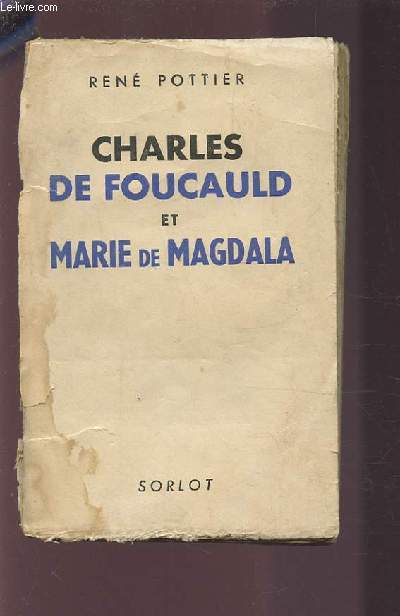 Le-livre.com
RENÉ POTTIER
CHARLES
DE FOUCAULD
ET
MARIE DE MAGDALA
SORLOT